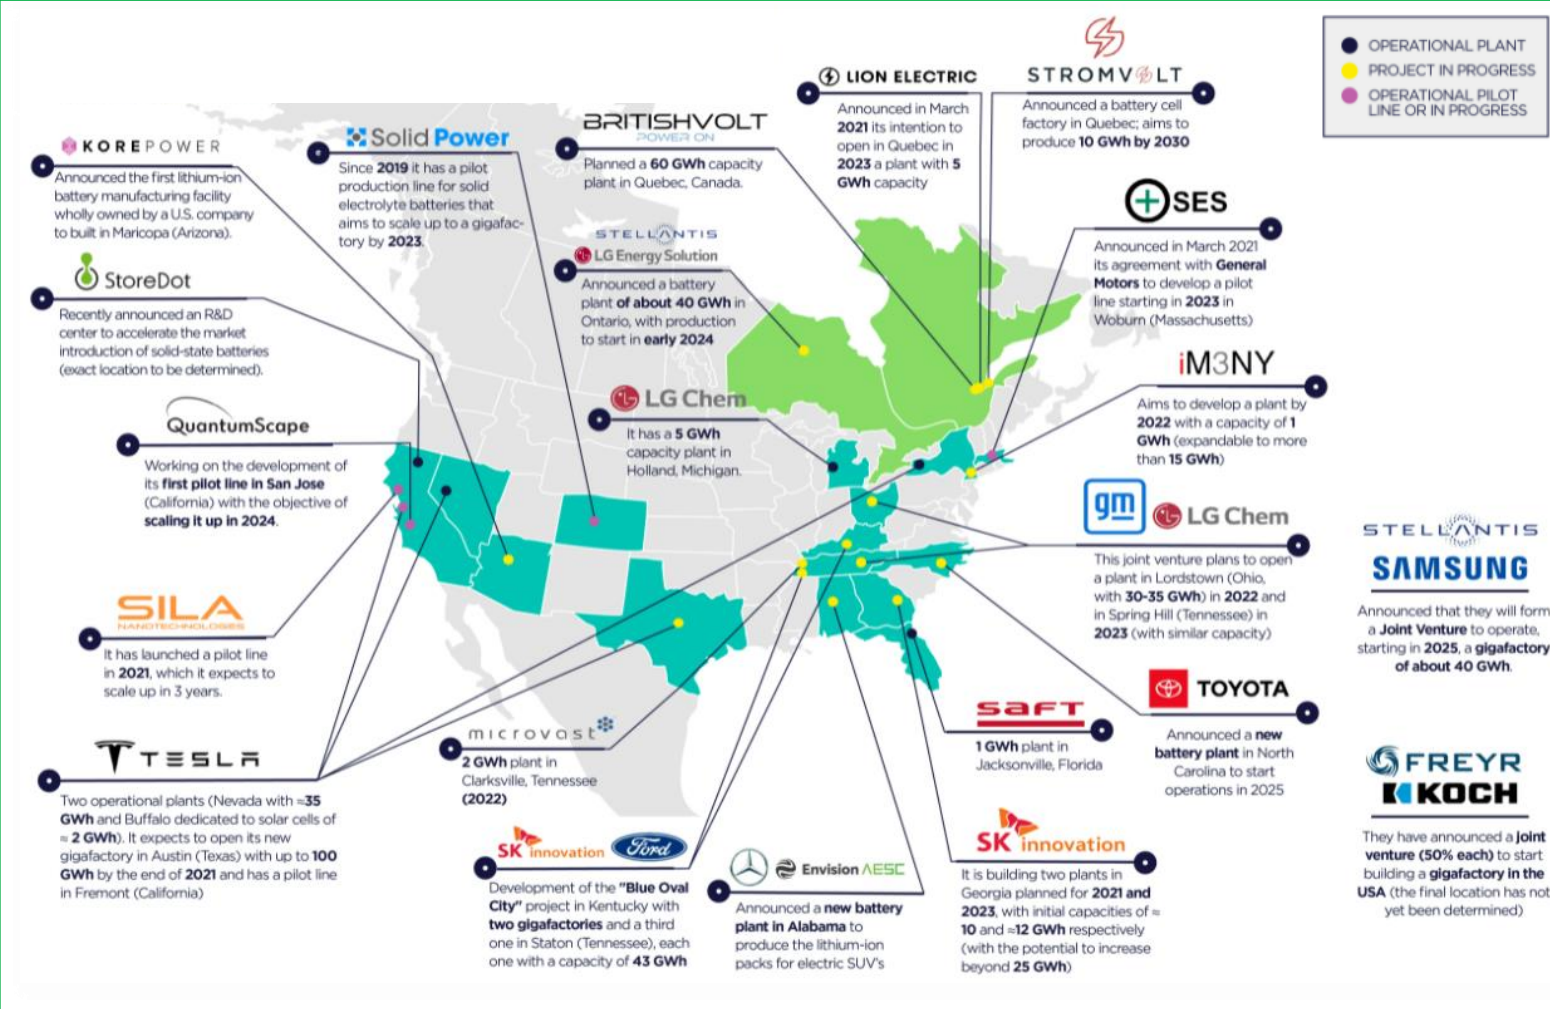 OPERATIONAL PLANT
PROJECT IN PROGRESS
OPERATIONAL PILOT
LINE OR IN PROGRESS
KOREPOWER
Announced the first lithium-ion
battery manufacturing facility
wholly owned by a U.S. company
to built in Maricopa (Arizona).
Solid Power
Since 2019 it has a pilot
production line for solid
electrolyte batteries that
aims to scale up to a gigafac-
tory by 2023.
BRITISHVOLT
POWER ON
Planned a 60 GWh capacity
plant in Quebec, Canada.
LION ELECTRIC
Announced in March
2021 its intention to
open in Quebec in
2023 a plant with 5
GWh capacity
STROMVOLT
Announced a battery cell
factory in Quebec; aims to
produce 10 GWh by 2030
SES
Announced in March 2021
its agreement with General
Motors to develop a pilot
line starting in 2023 in
Woburn (Massachusetts)
STELLANTIS
LG Energy Solution
Announced a battery
plant of about 40 GWh in
Ontario, with production
to start in early 2024
StoreDot
Recently announced an R&D
center to accelerate the market
introduction of solid-state batteries
(exact location to be determined).
LG Chem
It has a 5 GWh
capacity plant in
Holland, Michigan.
iM3NY
Aims to develop a plant by
2022 with a capacity of 1
GWh (expandable to more
than 15 GWh)
QuantumScape
Working on the development of
its first pilot line in San Jose
(California) with the objective of
scaling it up in 2024.
gm LG Chem
This joint venture plans to open
a plant in Lordstown (Ohio,
with 30-35 GWh) in 2022 and
in Spring Hill (Tennessee) in
2023 (with similar capacity)
STELLANTIS
SAMSUNG
Announced that they will form
a Joint Venture to operate,
starting in 2025, a gigafactory
of about 40 GWh.
SILA
NANOTECHNOLOGIES
It has launched a pilot line
in 2021, which it expects to
scale up in 3 years.
TESLA
Two operational plants (Nevada with ≈35
GWh and Buffalo dedicated to solar cells of
≈ 2 GWh). It expects to open its new
gigafactory in Austin (Texas) with up to 100
GWh by the end of 2021 and has a pilot line
in Fremont (California)
microvast
2 GWh plant in
Clarksville, Tennessee
(2022)
saft
1 GWh plant in
Jacksonville, Florida
TOYOTA
Announced a new
battery plant in North
Carolina to start
operations in 2025
SK innovation Ford
Development of the "Blue Oval
City" project in Kentucky with
two gigafactories and a third
one in Staton (Tennessee), each
one with a capacity of 43 GWh
Envision AESC
Announced a new battery
plant in Alabama to
produce the lithium-ion
packs for electric SUV's
SK innovation
It is building two plants in
Georgia planned for 2021 and
2023, with initial capacities of ≈
10 and ≈12 GWh respectively
(with the potential to increase
beyond 25 GWh)
FREYR
KOCH
They have announced a joint
venture (50% each) to start
building a gigafactory in the
USA (the final location has not
yet been determined)